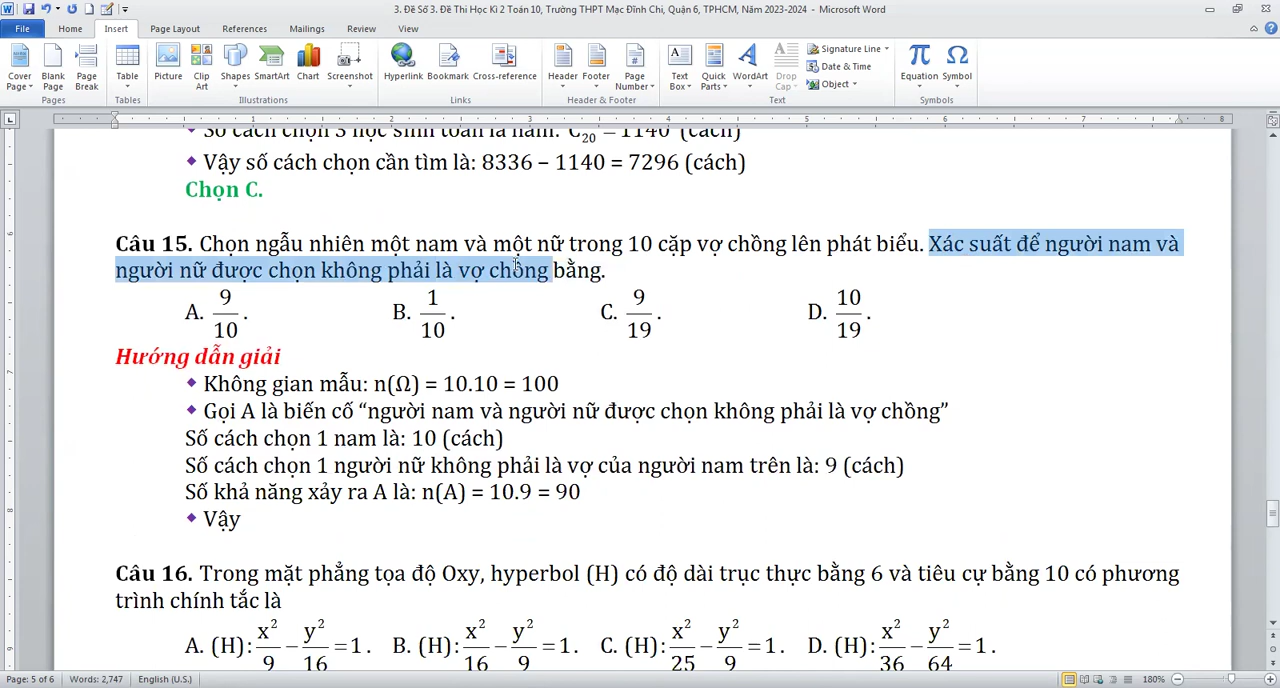 3. Đề Số 3. Đề Thi Học Kì 2 Toán 10, Trường THPT Mạc Đĩnh Chi, Quận 6, TPHCM, Năm 2023-2024 - Microsoft Word
File Home Insert Page Layout References Mailings Review View
Cover Page Blank Page Page Break Table Picture Clip Art Shapes SmartArt Chart Screenshot Hyperlink Bookmark Cross-reference Header Footer Page Number Text Box Quick Parts WordArt Drop Cap Signature Line Date & Time Object Equation Symbol
Pages Tables Illustrations Links Header & Footer Text Symbols
Số cách chọn 3 học sinh toàn là nam: C₂₀ = 1140 (cách)
Vậy số cách chọn cần tìm là: 8336 – 1140 = 7296 (cách)
Chọn C.
Câu 15. Chọn ngẫu nhiên một nam và một nữ trong 10 cặp vợ chồng lên phát biểu. Xác suất để người nam và
người nữ được chọn không phải là vợ chồng bằng.
A. 9/10. B. 1/10. C. 9/19. D. 10/19.
Hướng dẫn giải
Không gian mẫu: n(Ω) = 10.10 = 100
Gọi A là biến cố “người nam và người nữ được chọn không phải là vợ chồng”
Số cách chọn 1 nam là: 10 (cách)
Số cách chọn 1 người nữ không phải là vợ của người nam trên là: 9 (cách)
Số khả năng xảy ra A là: n(A) = 10.9 = 90
Vậy
Câu 16. Trong mặt phẳng tọa độ Oxy, hyperbol (H) có độ dài trục thực bằng 6 và tiêu cự bằng 10 có phương
trình chính tắc là
A. (H): x²/9 − y²/16 = 1. B. (H): x²/16 − y²/9 = 1. C. (H): x²/25 − y²/9 = 1. D. (H): x²/36 − y²/64 = 1.
Page: 5 of 6 Words: 2,747 English (U.S.) 180%